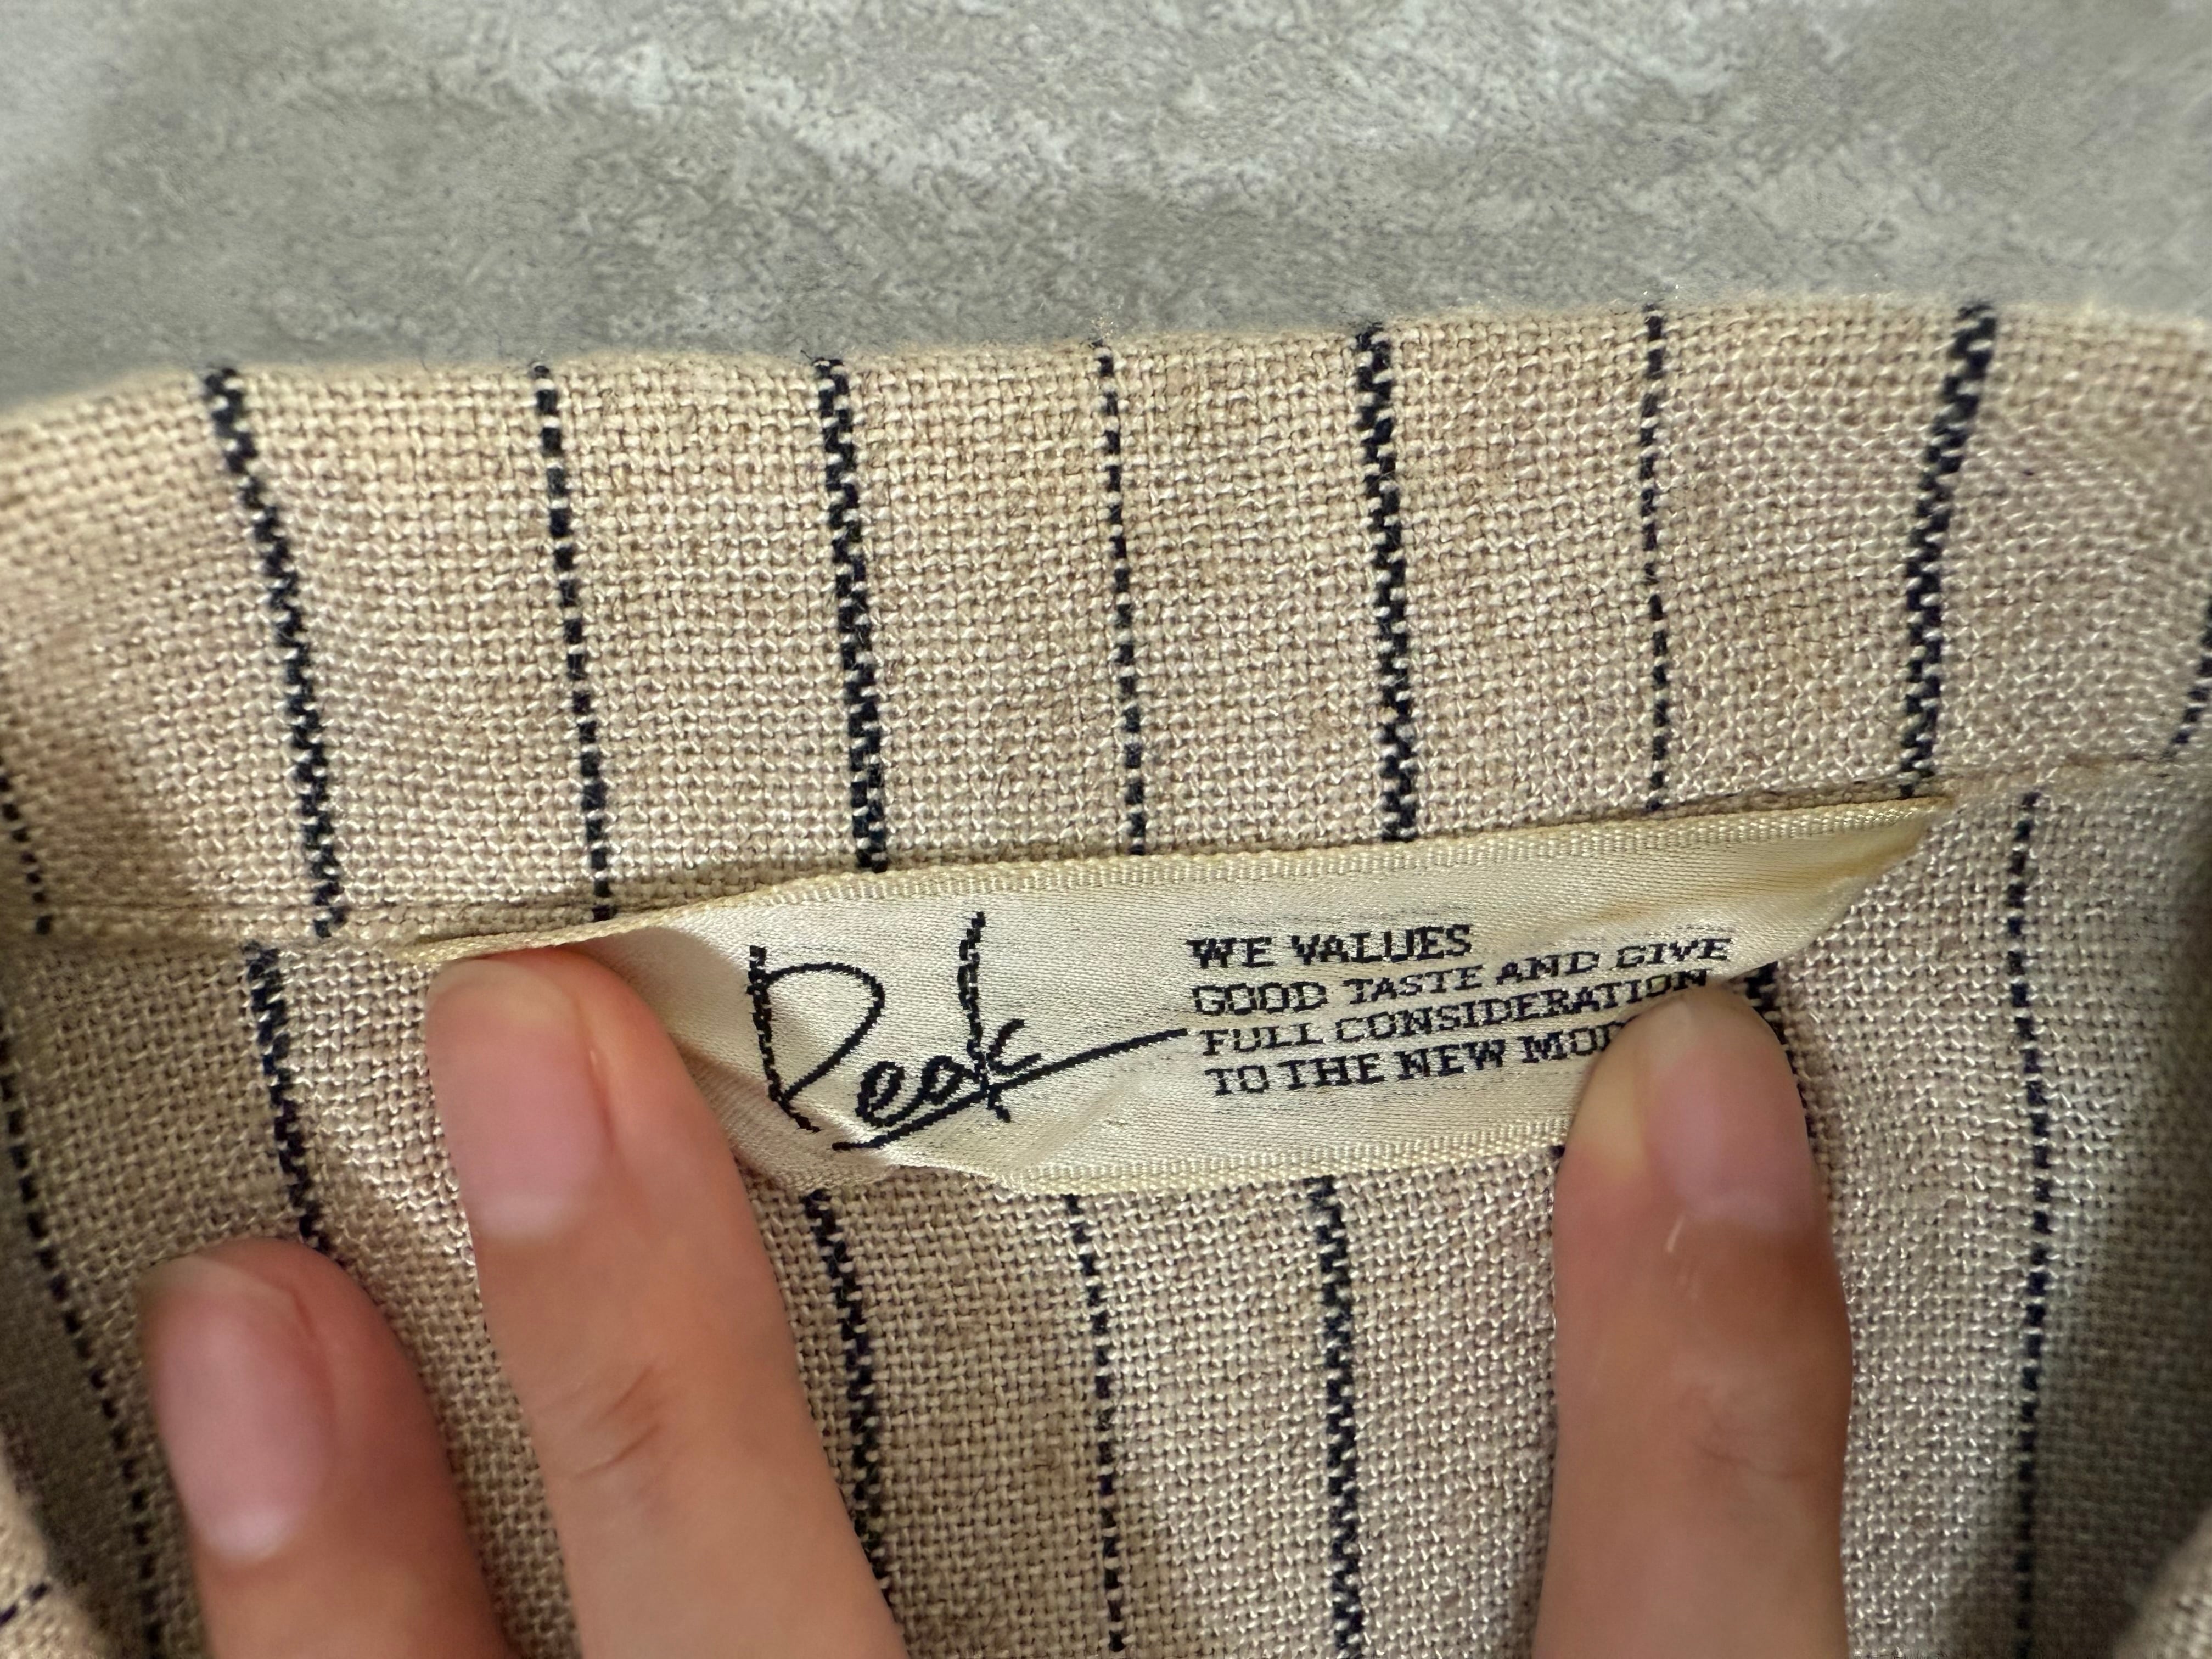 Peak
WE VALUES
GOOD TASTE AND GIVE
FULL CONSIDERATION
TO THE NEW